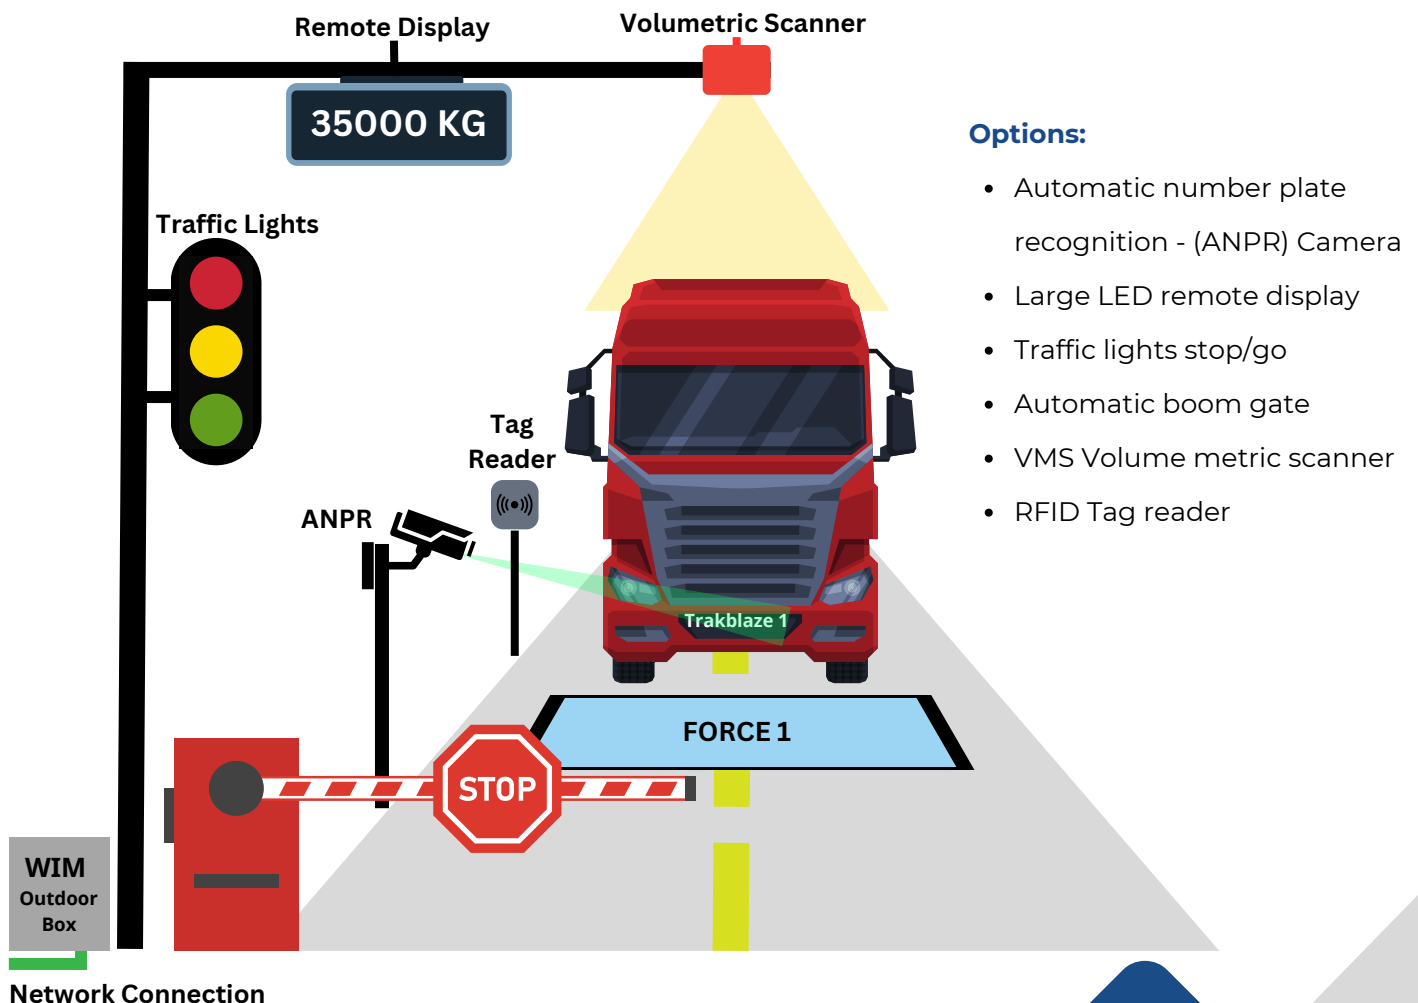 Remote Display
Volumetric Scanner
35000 KG
Options:
• Automatic number plate
recognition - (ANPR) Camera
• Large LED remote display
• Traffic lights stop/go
• Automatic boom gate
• VMS Volume metric scanner
• RFID Tag reader
Traffic Lights
Tag
Reader
ANPR
Trakblaze 1
FORCE 1
STOP
WIM
Outdoor
Box
Network Connection